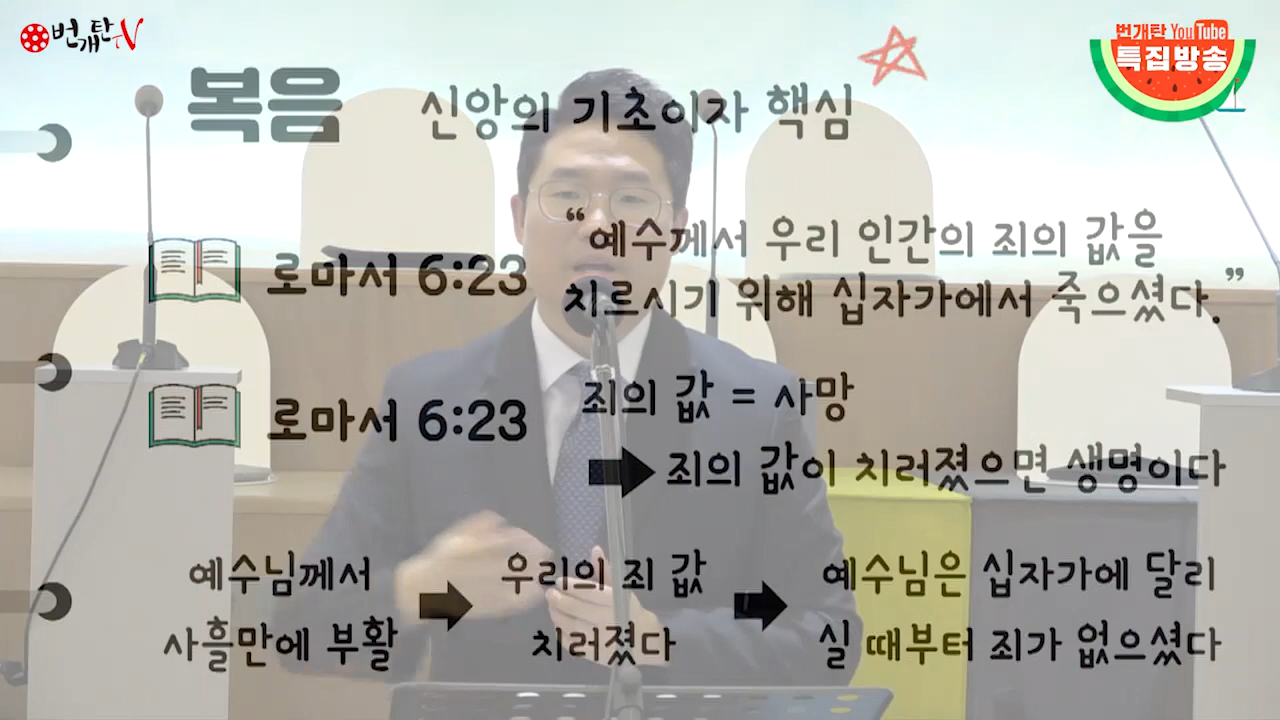 번개탄TV
번개탄 YouTube
특집방송
복음 신앙의 기초이자 핵심
로마서 6:23
“예수께서 우리 인간의 죄의 값을
치르시기 위해 십자가에서 죽으셨다.”
로마서 6:23
죄의 값 = 사망
죄의 값이 치러졌으면 생명이다
예수님께서
사흘만에 부활
우리의 죄 값
치러졌다
예수님은 십자가에 달리
실 때부터 죄가 없으셨다